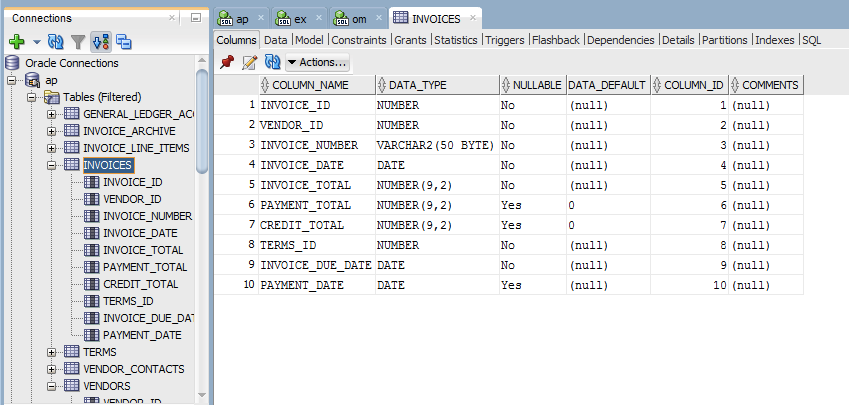 Connections
Oracle Connections
ap
Tables (Filtered)
GENERAL_LEDGER_AC
INVOICE_ARCHIVE
INVOICE_LINE_ITEMS
INVOICES
INVOICE_ID
VENDOR_ID
INVOICE_NUMBER
INVOICE_DATE
INVOICE_TOTAL
PAYMENT_TOTAL
CREDIT_TOTAL
TERMS_ID
INVOICE_DUE_DA
PAYMENT_DATE
TERMS
VENDOR_CONTACTS
VENDORS
VENDOR_ID
ap ex om INVOICES
Columns Data Model Constraints Grants Statistics Triggers Flashback Dependencies Details Partitions Indexes SQL
Actions...
COLUMN_NAME DATA_TYPE NULLABLE DATA_DEFAULT COLUMN_ID COMMENTS
1 INVOICE_ID NUMBER No (null) 1 (null)
2 VENDOR_ID NUMBER No (null) 2 (null)
3 INVOICE_NUMBER VARCHAR2(50 BYTE) No (null) 3 (null)
4 INVOICE_DATE DATE No (null) 4 (null)
5 INVOICE_TOTAL NUMBER(9,2) No (null) 5 (null)
6 PAYMENT_TOTAL NUMBER(9,2) Yes 0 6 (null)
7 CREDIT_TOTAL NUMBER(9,2) Yes 0 7 (null)
8 TERMS_ID NUMBER No (null) 8 (null)
9 INVOICE_DUE_DATE DATE No (null) 9 (null)
10 PAYMENT_DATE DATE Yes (null) 10 (null)